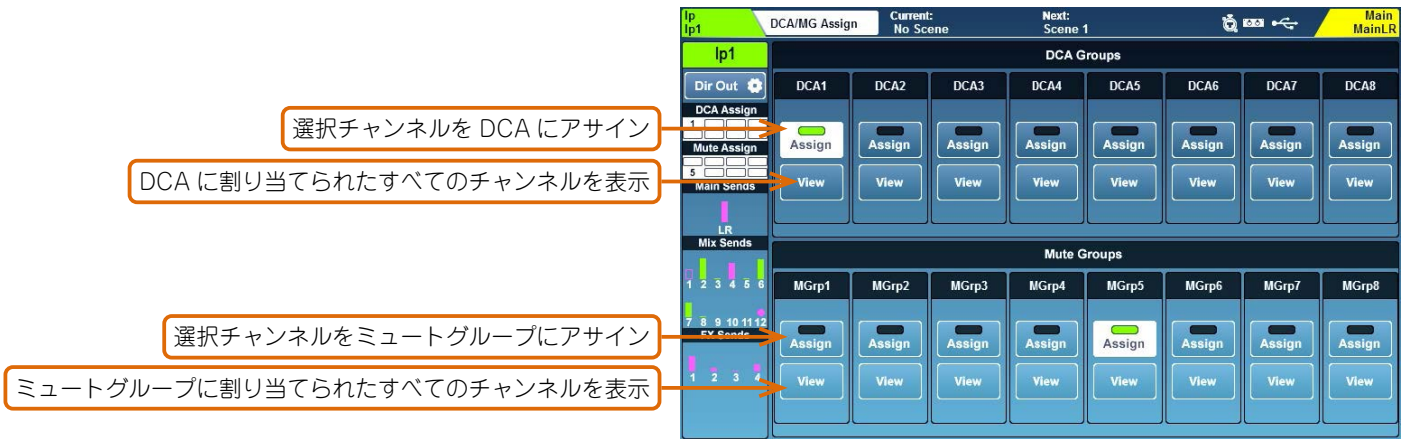 Ip
Ip1
DCA/MG Assign
Current:
No Scene
Next:
Scene 1
Main
MainLR
Ip1
DCA Groups
Dir Out
DCA1 DCA2 DCA3 DCA4 DCA5 DCA6 DCA7 DCA8
DCA Assign
1
選択チャンネルを DCA にアサイン
Assign Assign Assign Assign Assign Assign Assign Assign
Mute Assign
5
DCA に割り当てられたすべてのチャンネルを表示
View View View View View View View View
Main Sends
LR
Mix Sends
Mute Groups
1 2 3 4 5 6
MGrp1 MGrp2 MGrp3 MGrp4 MGrp5 MGrp6 MGrp7 MGrp8
7 8 9 10 11 12
FX Sends
選択チャンネルをミュートグループにアサイン
Assign Assign Assign Assign Assign Assign Assign Assign
1 2 3 4
ミュートグループに割り当てられたすべてのチャンネルを表示
View View View View View View View View